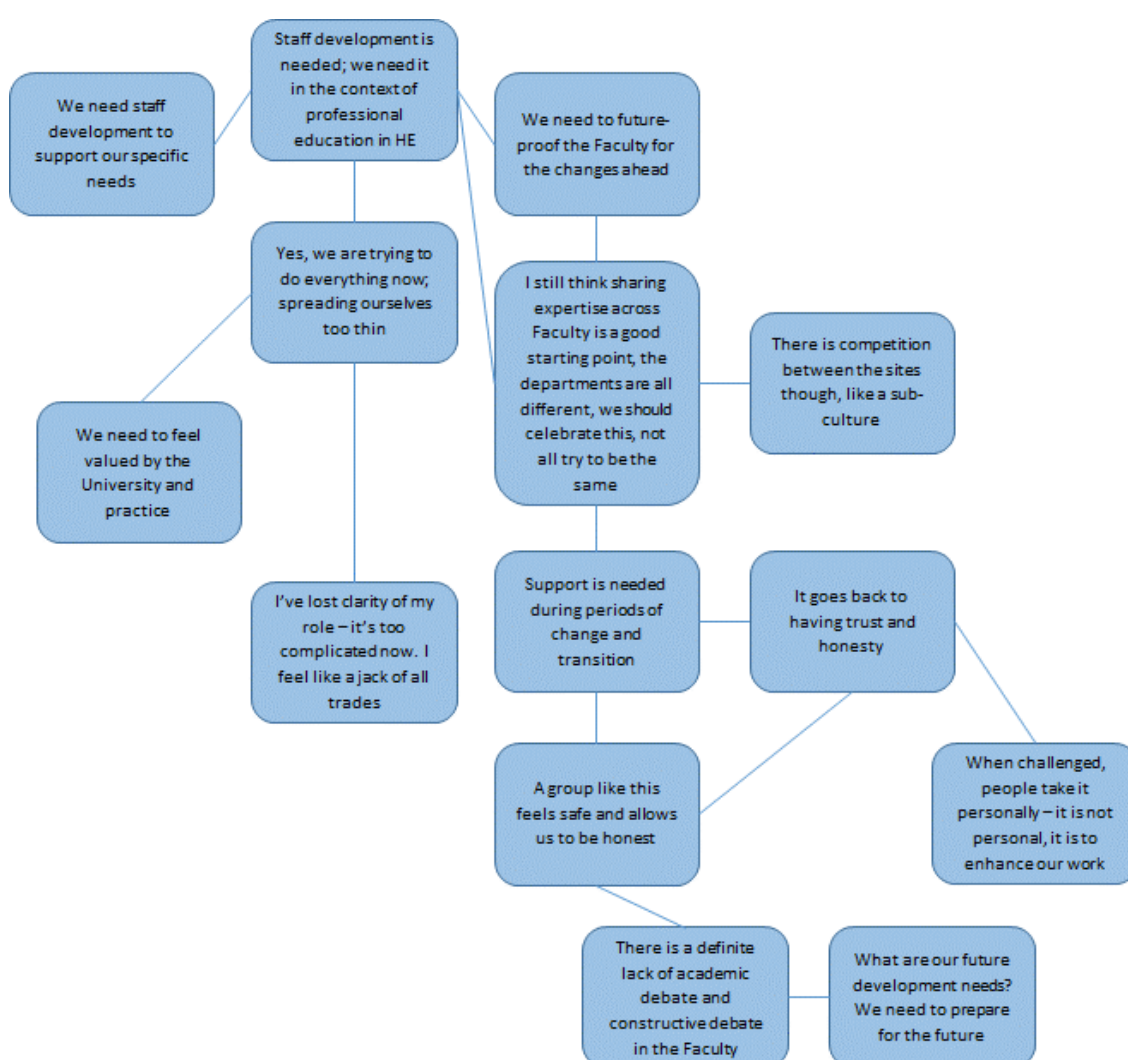 Staff development is
needed; we need it
in the context of
professional
education in HE
We need staff
development to
support our specific
needs
We need to future-
proof the Faculty for
the changes ahead
Yes, we are trying to
do everything now;
spreading ourselves
too thin
I still think sharing
expertise across
Faculty is a good
starting point, the
departments are all
different, we should
celebrate this, not
all try to be the
same
There is competition
between the sites
though, like a sub-
culture
We need to feel
valued by the
University and
practice
I’ve lost clarity of my
role – it’s too
complicated now. I
feel like a jack of all
trades
Support is needed
during periods of
change and
transition
It goes back to
having trust and
honesty
A group like this
feels safe and allows
us to be honest
When challenged,
people take it
personally – it is not
personal, it is to
enhance our work
There is a definite
lack of academic
debate and
constructive debate
in the Faculty
What are our future
development needs?
We need to prepare
for the future